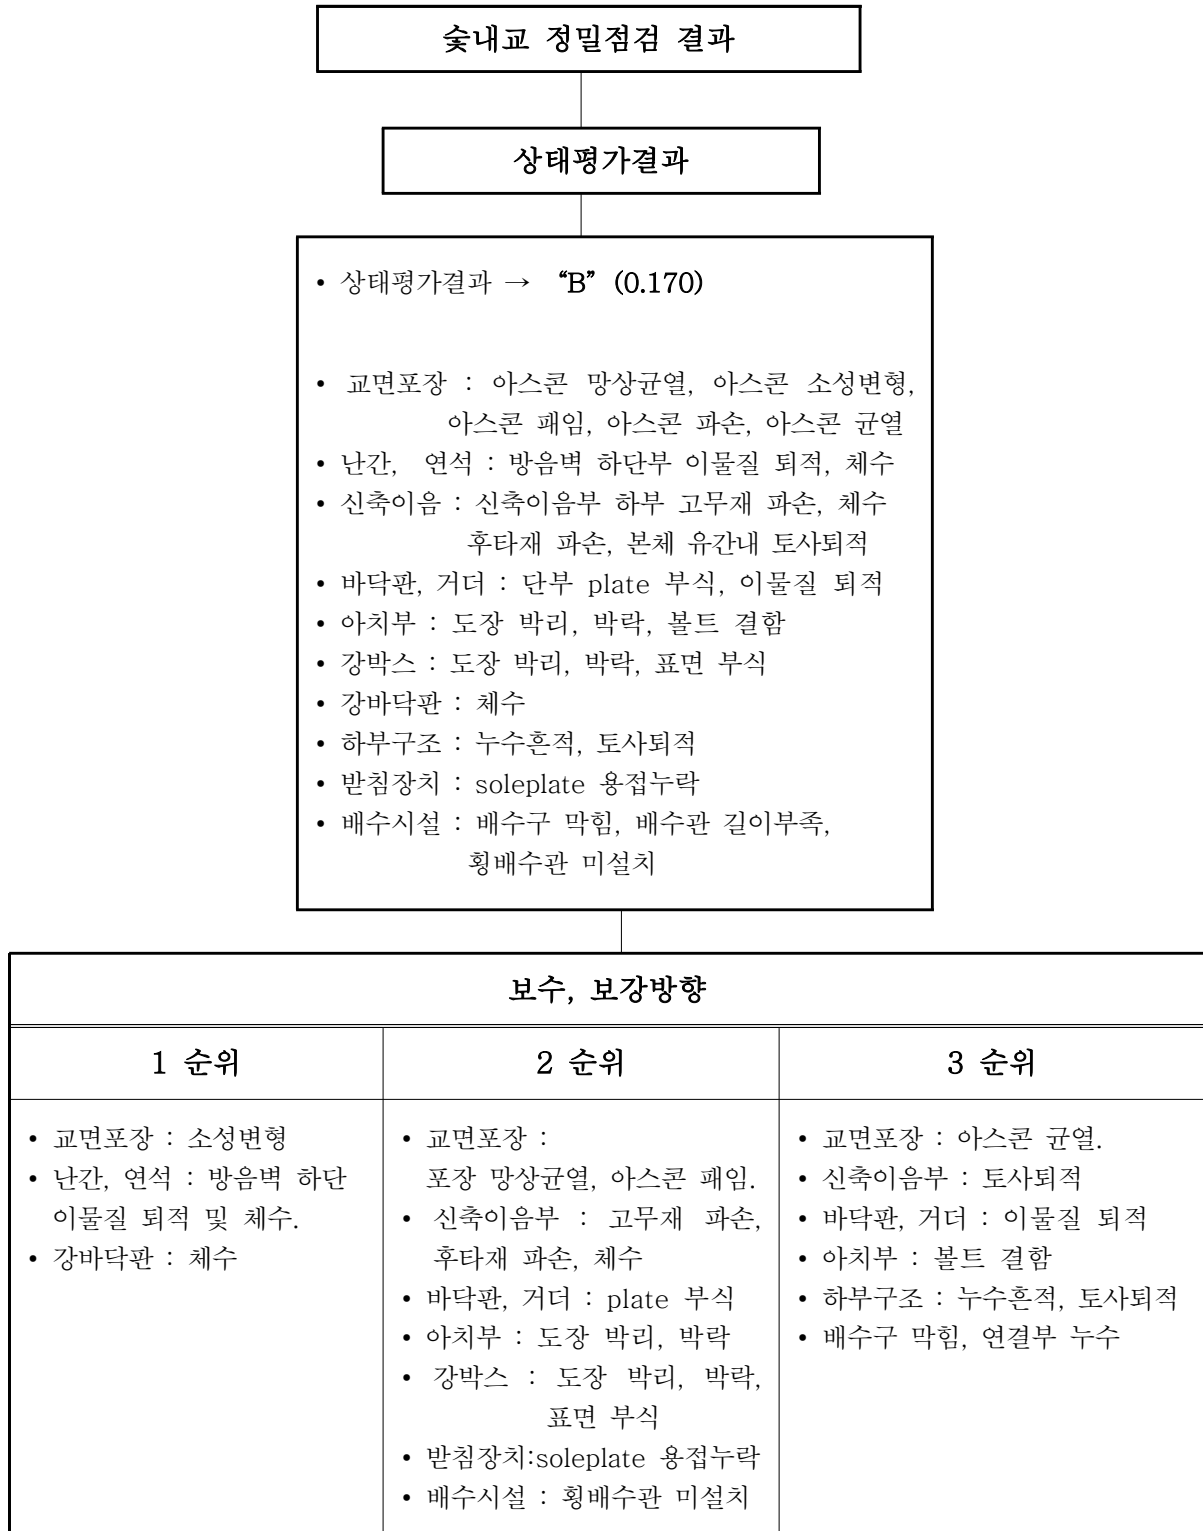 숯내교 정밀점검 결과
상태평가결과
• 상태평가결과 → “B” (0.170)
• 교면포장 : 아스콘 망상균열, 아스콘 소성변형,
아스콘 패임, 아스콘 파손, 아스콘 균열
• 난간, 연석 : 방음벽 하단부 이물질 퇴적, 체수
• 신축이음 : 신축이음부 하부 고무재 파손, 체수
후타재 파손, 본체 유간내 토사퇴적
• 바닥판, 거더 : 단부 plate 부식, 이물질 퇴적
• 아치부 : 도장 박리, 박락, 볼트 결함
• 강박스 : 도장 박리, 박락, 표면 부식
• 강바닥판 : 체수
• 하부구조 : 누수흔적, 토사퇴적
• 받침장치 : soleplate 용접누락
• 배수시설 : 배수구 막힘, 배수관 길이부족,
횡배수관 미설치
보수, 보강방향
1 순위
2 순위
3 순위
• 교면포장 : 소성변형
• 난간, 연석 : 방음벽 하단
이물질 퇴적 및 체수.
• 강바닥판 : 체수
• 교면포장 :
포장 망상균열, 아스콘 패임.
• 신축이음부 : 고무재 파손,
후타재 파손, 체수
• 바닥판, 거더 : plate 부식
• 아치부 : 도장 박리, 박락
• 강박스 : 도장 박리, 박락,
표면 부식
• 받침장치:soleplate 용접누락
• 배수시설 : 횡배수관 미설치
• 교면포장 : 아스콘 균열.
• 신축이음부 : 토사퇴적
• 바닥판, 거더 : 이물질 퇴적
• 아치부 : 볼트 결함
• 하부구조 : 누수흔적, 토사퇴적
• 배수구 막힘, 연결부 누수